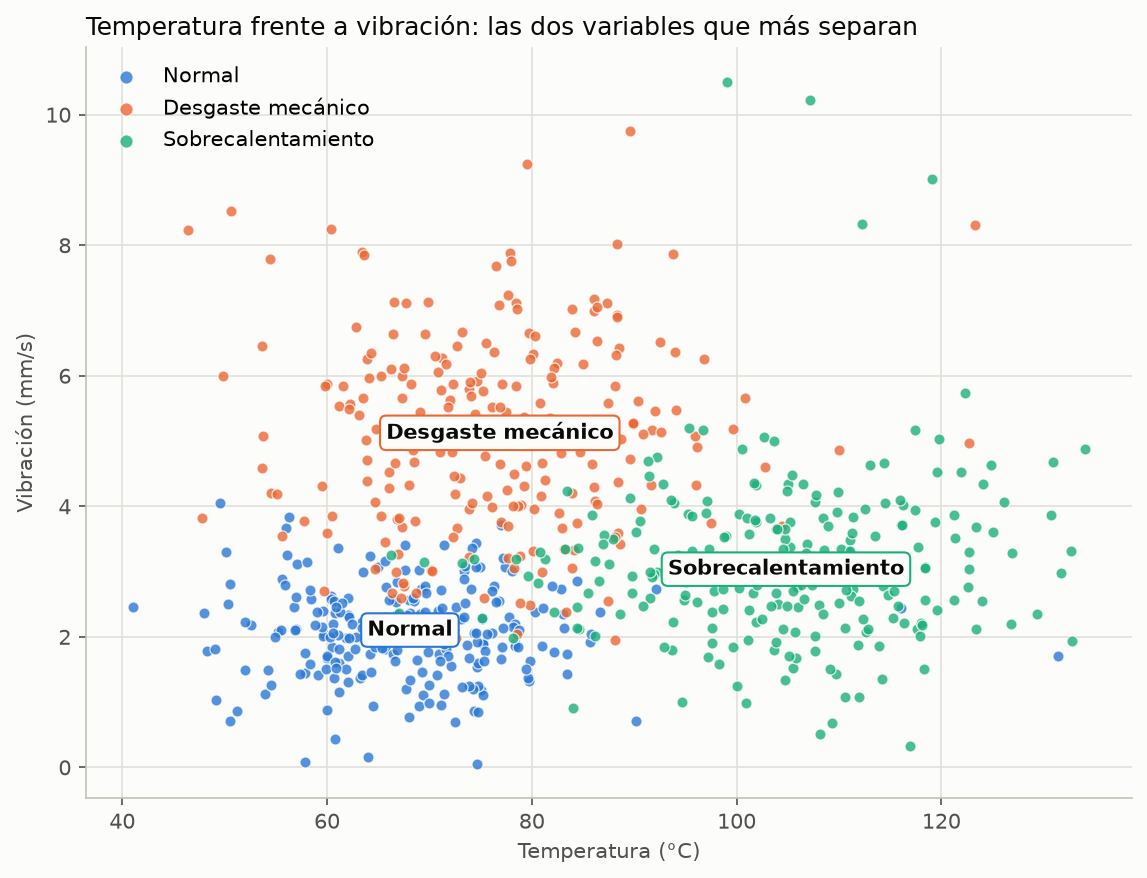 Temperatura frente a vibración: las dos variables que más separan
Normal
Desgaste mecánico
Sobrecalentamiento
10
8
6
4
2
0
Vibración (mm/s)
Desgaste mecánico
Sobrecalentamiento
Normal
40 60 80 100 120
Temperatura (°C)